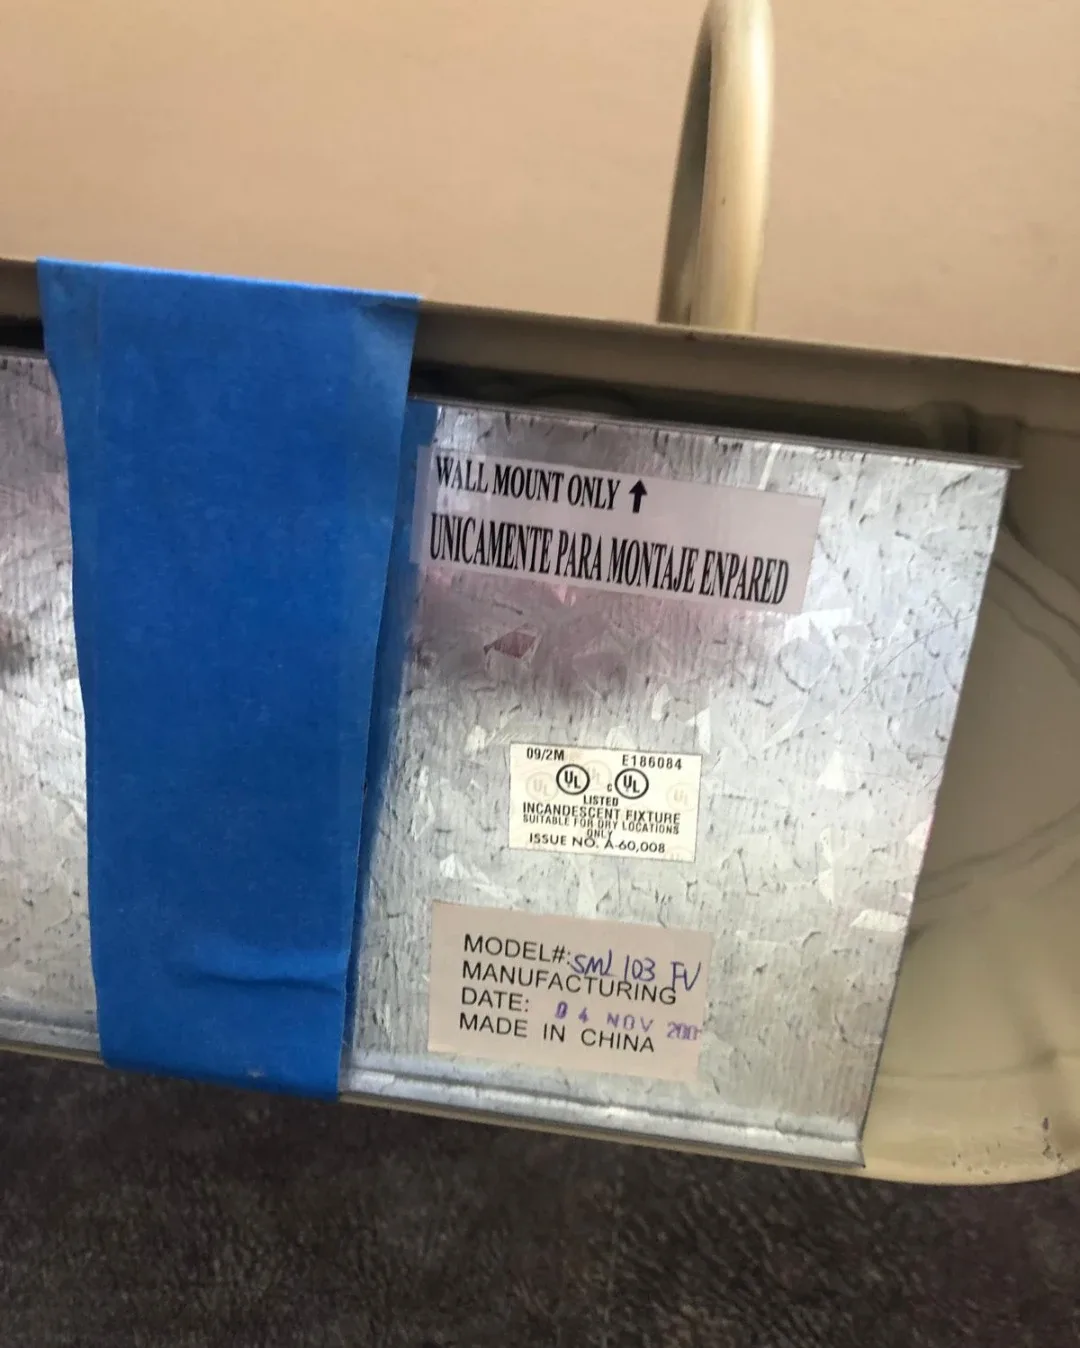 WALL MOUNT ONLY ↑
UNICAMENTE PARA MONTAJE ENPARED
09/2M E186084
UL c UL
LISTED
INCANDESCENT FIXTURE
SUITABLE FOR DRY LOCATIONS
ONLY
ISSUE NO. A-60,008
MODEL#: SML 103 FV
MANUFACTURING
DATE: 04 NOV
MADE IN CHINA